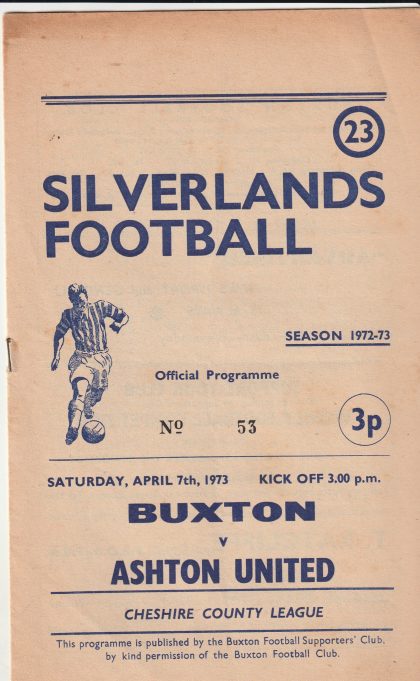 23
SILVERLANDS
FOOTBALL
SEASON 1972-73
Official Programme
Nº 53
3p
SATURDAY, APRIL 7th, 1973 KICK OFF 3.00 p.m.
BUXTON
v
ASHTON UNITED
CHESHIRE COUNTY LEAGUE
This programme is published by the Buxton Football Supporters' Club.
by kind permission of the Buxton Football Club.